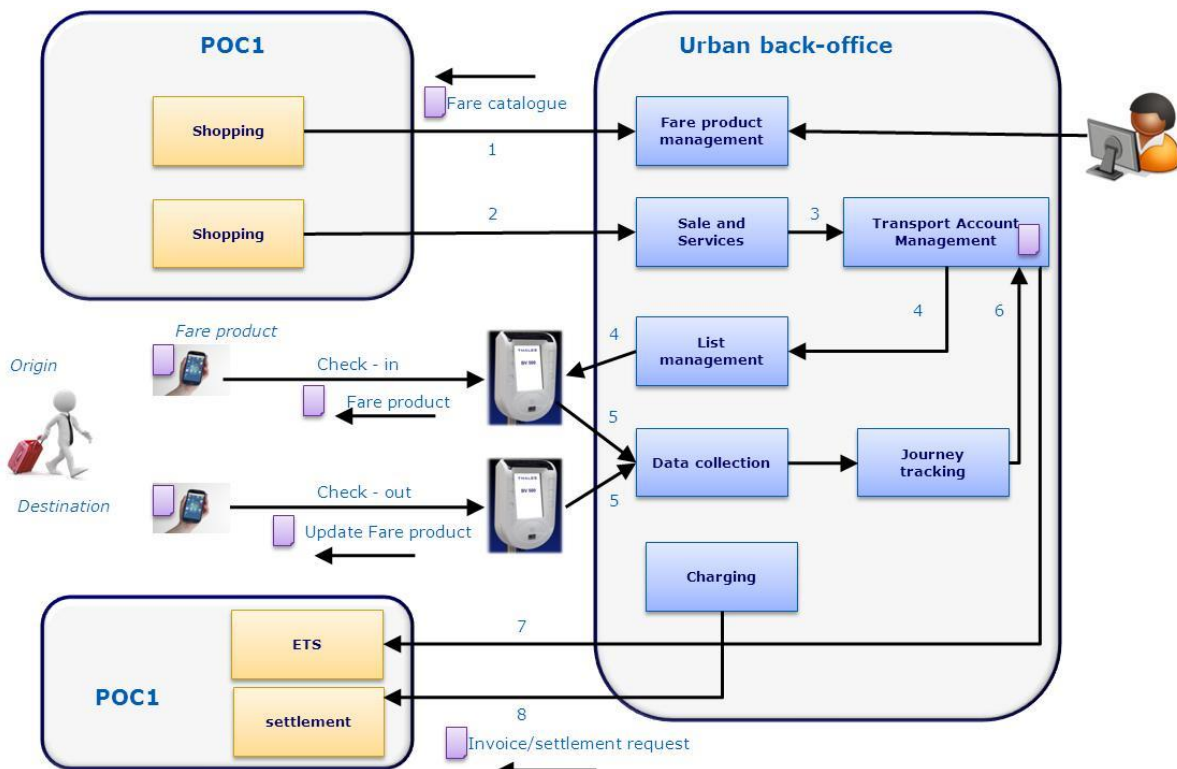 POC1
Urban back-office
Fare catalogue
Shopping
1
Fare product
management
Shopping
2
Sale and
Services
3
Transport Account
Management
4
6
Fare product
Origin
Check - in
Fare product
THALES
4
List
management
5
Destination
Check - out
Update Fare product
THALES
5
Data collection
Journey
tracking
Charging
POC1
ETS
7
settlement
8
Invoice/settlement request